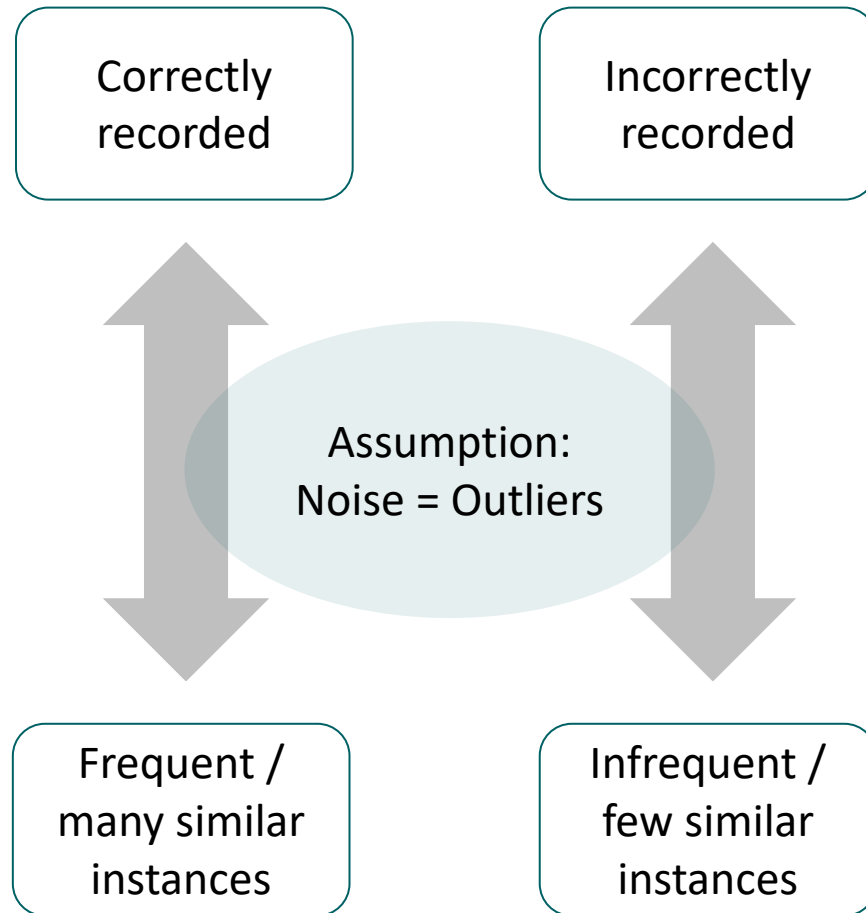 Correctly
recorded
Incorrectly
recorded
Assumption:
Noise = Outliers
Frequent /
many similar
instances
Infrequent /
few similar
instances